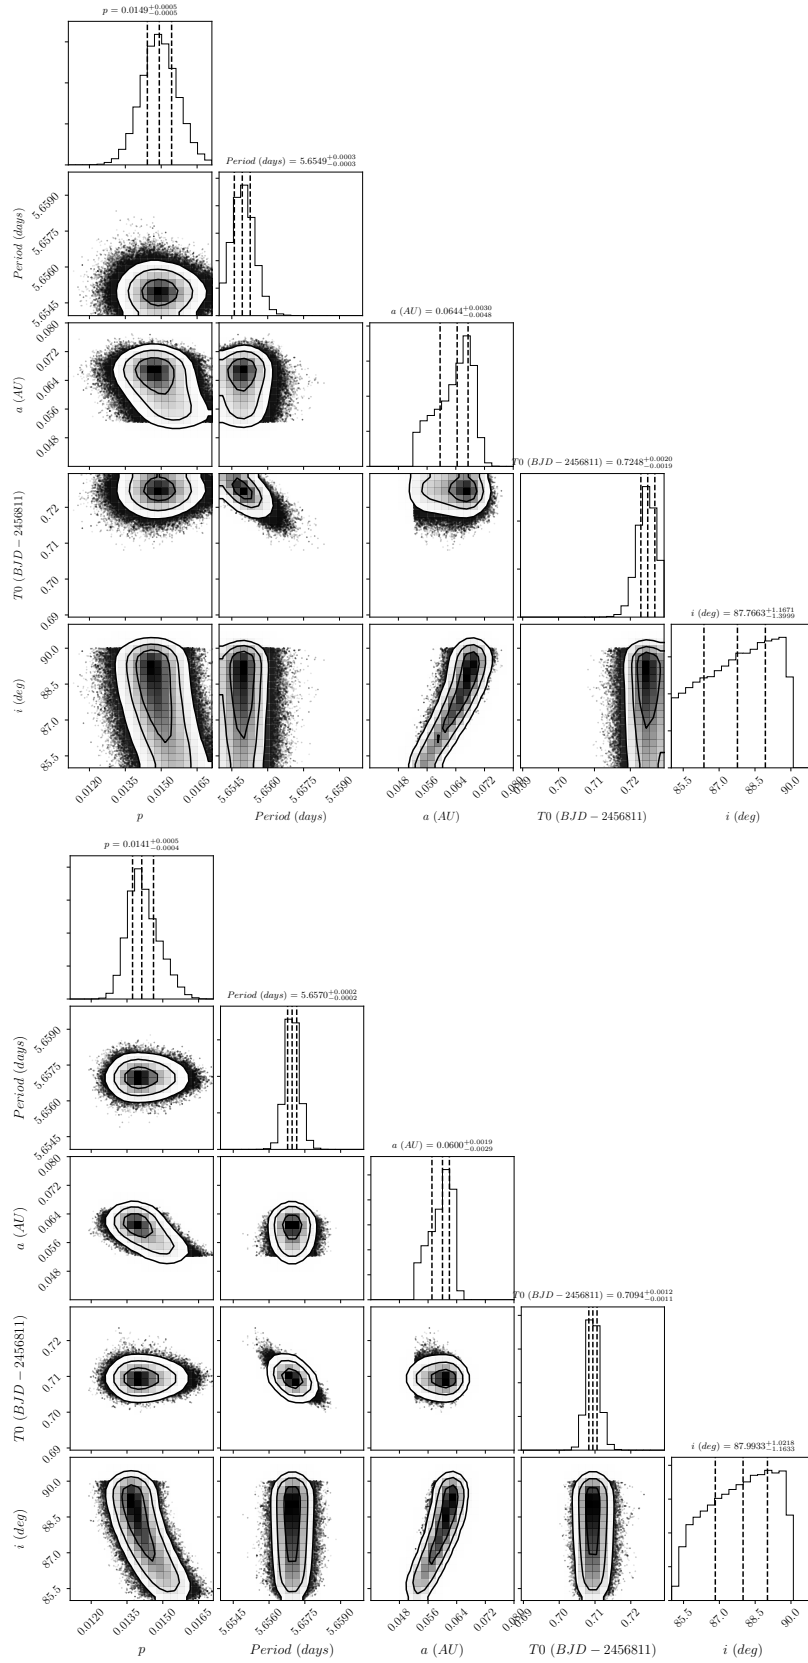 p = 0.0149^{+0.0005}_{-0.0005}
Period (days) = 5.6549^{+0.0003}_{-0.0003}
Period (days)
5.6590
5.6575
5.6560
5.6545
a (AU) = 0.0644^{+0.0030}_{-0.0048}
a (AU)
0.080
0.072
0.064
0.056
0.048
T0 (BJD − 2456811) = 0.7248^{+0.0020}_{-0.0019}
T0 (BJD − 2456811)
0.72
0.71
0.70
0.69
i (deg) = 87.7663^{+1.1671}_{-1.3999}
i (deg)
90.0
88.5
87.0
85.5
0.0120 0.0135 0.0150 0.0165 5.6545 5.6560 5.6575 5.6590 0.048 0.056 0.064 0.072 0.080 0.69 0.70 0.71 0.72 85.5 87.0 88.5 90.0
p Period (days) a (AU) T0 (BJD − 2456811) i (deg)
p = 0.0141^{+0.0005}_{-0.0004}
Period (days) = 5.6570^{+0.0002}_{-0.0002}
Period (days)
5.6590
5.6575
5.6560
5.6545
a (AU) = 0.0600^{+0.0019}_{-0.0029}
a (AU)
0.080
0.072
0.064
0.056
0.048
T0 (BJD − 2456811) = 0.7094^{+0.0012}_{-0.0011}
T0 (BJD − 2456811)
0.72
0.71
0.70
0.69
i (deg) = 87.9933^{+1.0218}_{-1.1633}
i (deg)
90.0
88.5
87.0
85.5
0.0120 0.0135 0.0150 0.0165 5.6545 5.6560 5.6575 5.6590 0.048 0.056 0.064 0.072 0.080 0.69 0.70 0.71 0.72 85.5 87.0 88.5 90.0
p Period (days) a (AU) T0 (BJD − 2456811) i (deg)